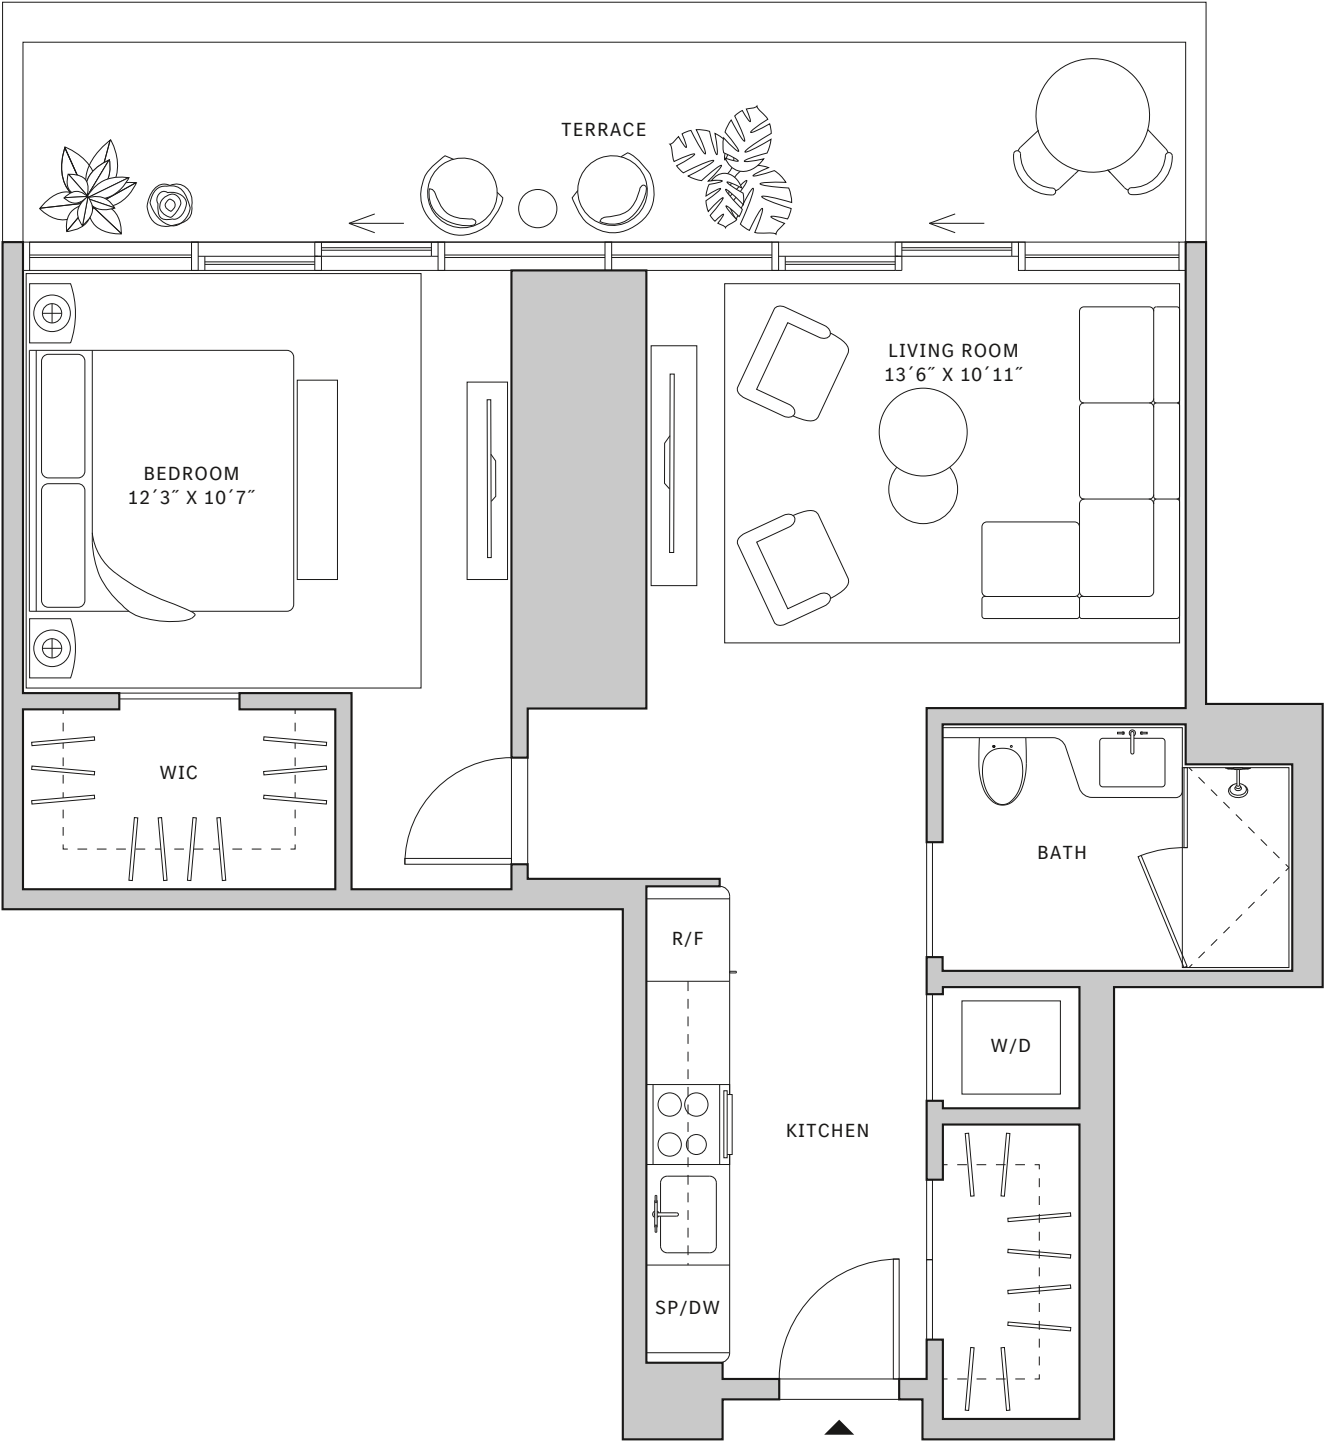 TERRACE
LIVING ROOM
13´6˝ X 10´11˝
BEDROOM
12´3˝ X 10´7˝
WIC
BATH
R/F
W/D
KITCHEN
SP/DW